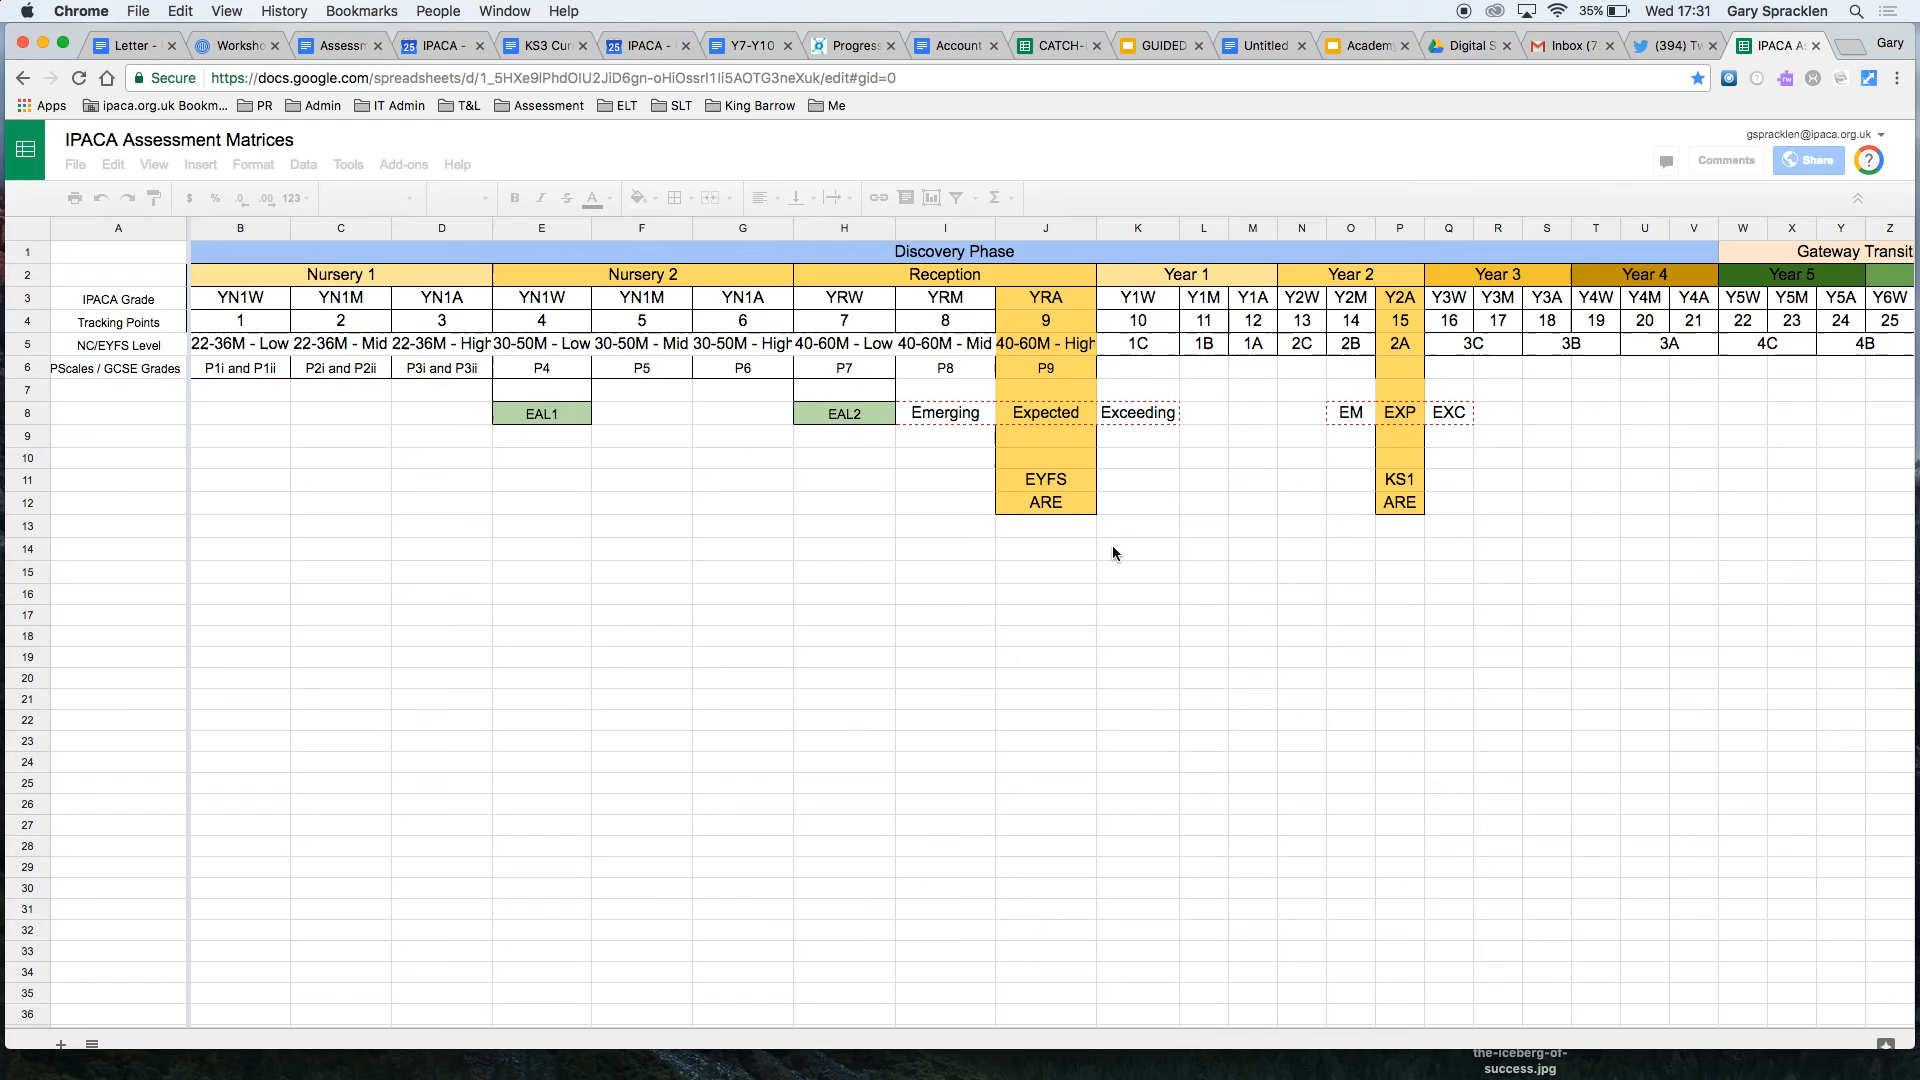 Chrome File Edit View History Bookmarks People Window Help 35% Wed 17:31 Gary Spracklen
Letter - Worksho Assessm IPACA - KS3 Cur IPACA - Y7-Y10 Progress Account CATCH- GUIDED Untitled Academy Digital S Inbox (7 (394) Tw IPACA A Gary
Secure https://docs.google.com/spreadsheets/d/1_5HXe9lPhdOlU2JiD6gn-oHiOssrl1Ii5AOTG3neXuk/edit#gid=0
Apps ipaca.org.uk Bookm... PR Admin IT Admin T&L Assessment ELT SLT King Barrow Me
IPACA Assessment Matrices gspracklen@ipaca.org.uk
File Edit View Insert Format Data Tools Add-ons Help Comments Share
$ % .0 .00 123 B I S A Σ
A B C D E F G H I J K L M N O P Q R S T U V W X Y Z
1 Discovery Phase Gateway Transiti
2 Nursery 1 Nursery 2 Reception Year 1 Year 2 Year 3 Year 4 Year 5
3 IPACA Grade YN1W YN1M YN1A YN1W YN1M YN1A YRW YRM YRA Y1W Y1M Y1A Y2W Y2M Y2A Y3W Y3M Y3A Y4W Y4M Y4A Y5W Y5M Y5A Y6W
4 Tracking Points 1 2 3 4 5 6 7 8 9 10 11 12 13 14 15 16 17 18 19 20 21 22 23 24 25
5 NC/EYFS Level 22-36M - Low 22-36M - Mid 22-36M - High 30-50M - Low 30-50M - Mid 30-50M - High 40-60M - Low 40-60M - Mid 40-60M - High 1C 1B 1A 2C 2B 2A 3C 3B 3A 4C 4B
6 PScales / GCSE Grades P1i and P1ii P2i and P2ii P3i and P3ii P4 P5 P6 P7 P8 P9
7
8 EAL1 EAL2 Emerging Expected Exceeding EM EXP EXC
9
10
11 EYFS KS1
12 ARE ARE
13
14
15
16
17
18
19
20
21
22
23
24
25
26
27
28
29
30
31
32
33
34
35
36
the-iceberg-of-
success.jpg